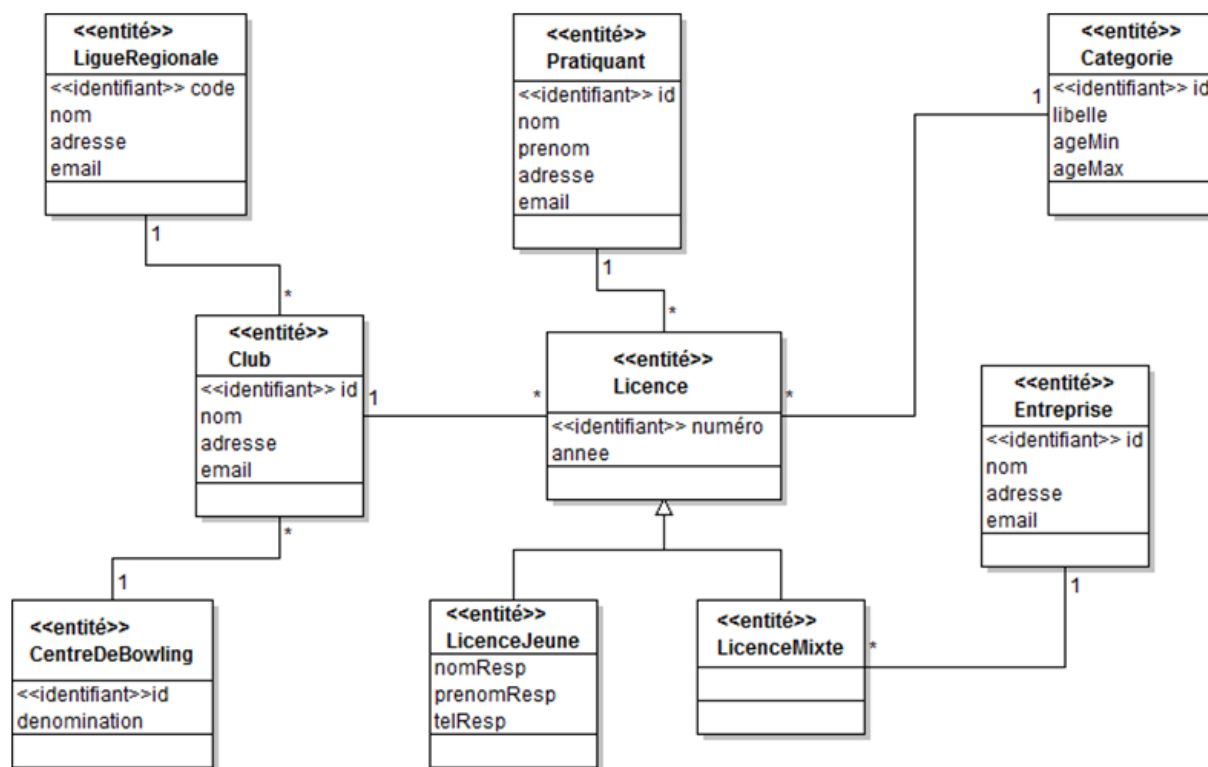 <<entité>>
LigueRegionale
<<identifiant>> code
nom
adresse
email
<<entité>>
Pratiquant
<<identifiant>> id
nom
prenom
adresse
email
<<entité>>
Categorie
<<identifiant>> id
libelle
ageMin
ageMax
1
1
1
*
*
<<entité>>
Club
<<identifiant>> id
nom
adresse
email
1
*
<<entité>>
Licence
<<identifiant>> numéro
annee
*
<<entité>>
Entreprise
<<identifiant>> id
nom
adresse
email
*
1
1
<<entité>>
CentreDeBowling
<<identifiant>>id
denomination
<<entité>>
LicenceJeune
nomResp
prenomResp
telResp
<<entité>>
LicenceMixte
*